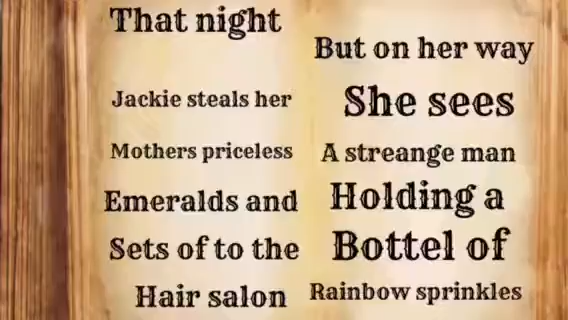 That night
Jackie steals her
Mothers priceless
Emeralds and
Sets of to the
Hair salon
But on her way
She sees
A streange man
Holding a
Bottel of
Rainbow sprinkles